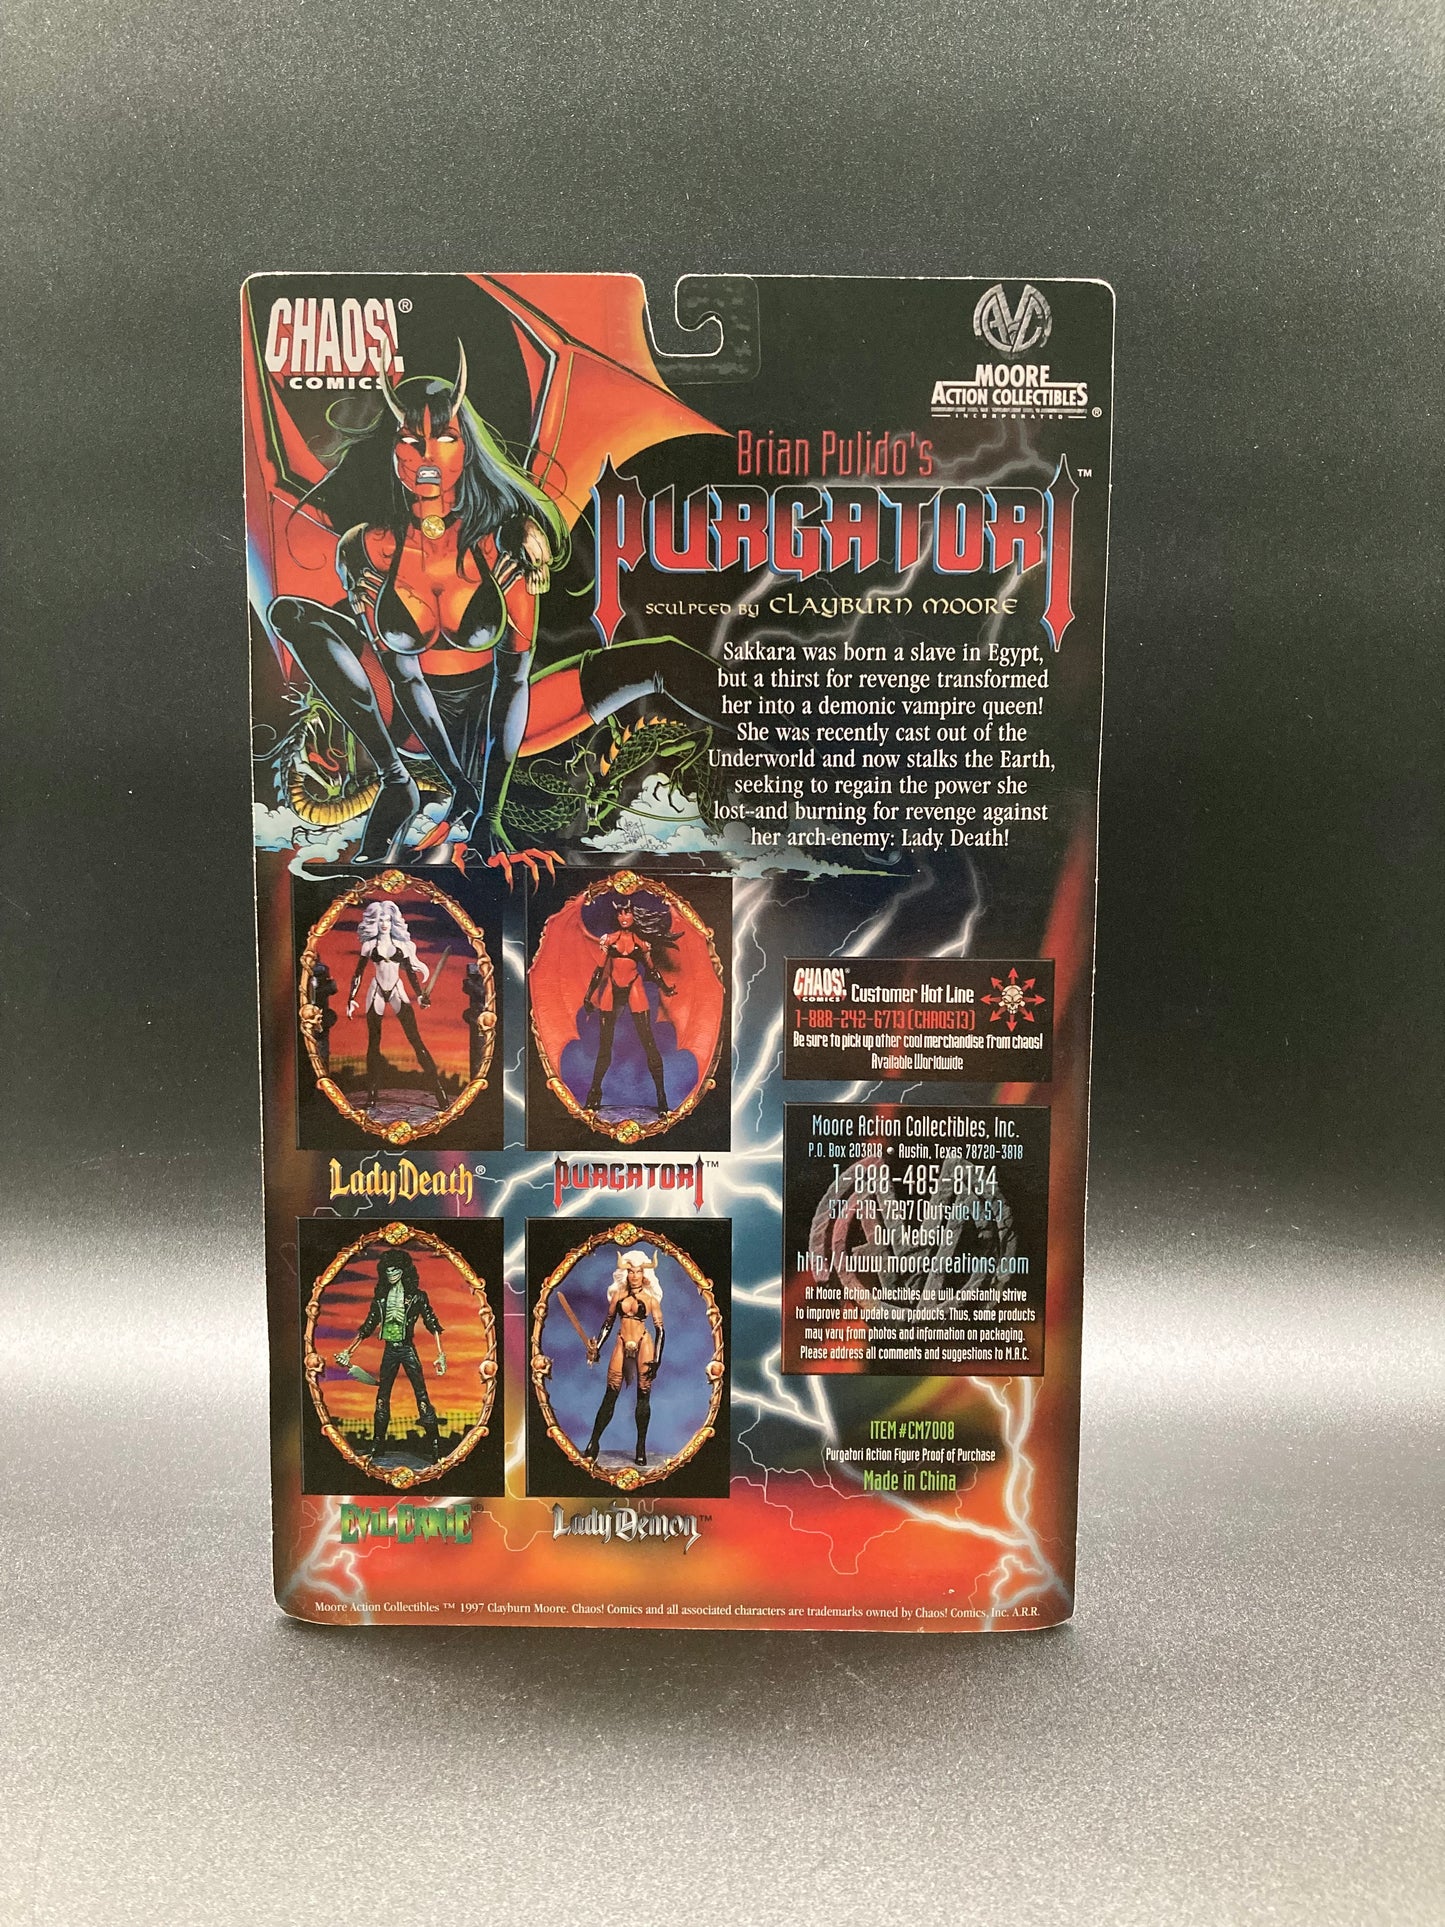 CHAOS!®
COMICS
MOORE
ACTION COLLECTIBLES®
INCORPORATED
Brian Pulido's
PURGATORI™
SCULPTED BY CLAYBURN MOORE
Sakkara was born a slave in Egypt,
but a thirst for revenge transformed
her into a demonic vampire queen!
She was recently cast out of the
Underworld and now stalks the Earth,
seeking to regain the power she
lost--and burning for revenge against
her arch-enemy: Lady Death!
Lady Death®
PURGATORI™
EVIL ERNIE®
Lady Demon™
CHAOS!®
COMICS
Customer Hot Line
1-888-242-6713 (CHAOS13)
Be sure to pick up other cool merchandise from chaos!
Available Worldwide
Moore Action Collectibles, Inc.
P.O. Box 203818 • Austin, Texas 78720-3818
1-888-485-8134
512-219-7297 (Outside U.S.)
Our Website
http://www.moorecreations.com
At Moore Action Collectibles we will constantly strive
to improve and update our products. Thus, some products
may vary from photos and information on packaging.
Please address all comments and suggestions to M.A.C.
ITEM #CM7008
Purgatori Action Figure Proof of Purchase
Made in China
Moore Action Collectibles ™ 1997 Clayburn Moore. Chaos! Comics and all associated characters are trademarks owned by Chaos! Comics, Inc. A.R.R.